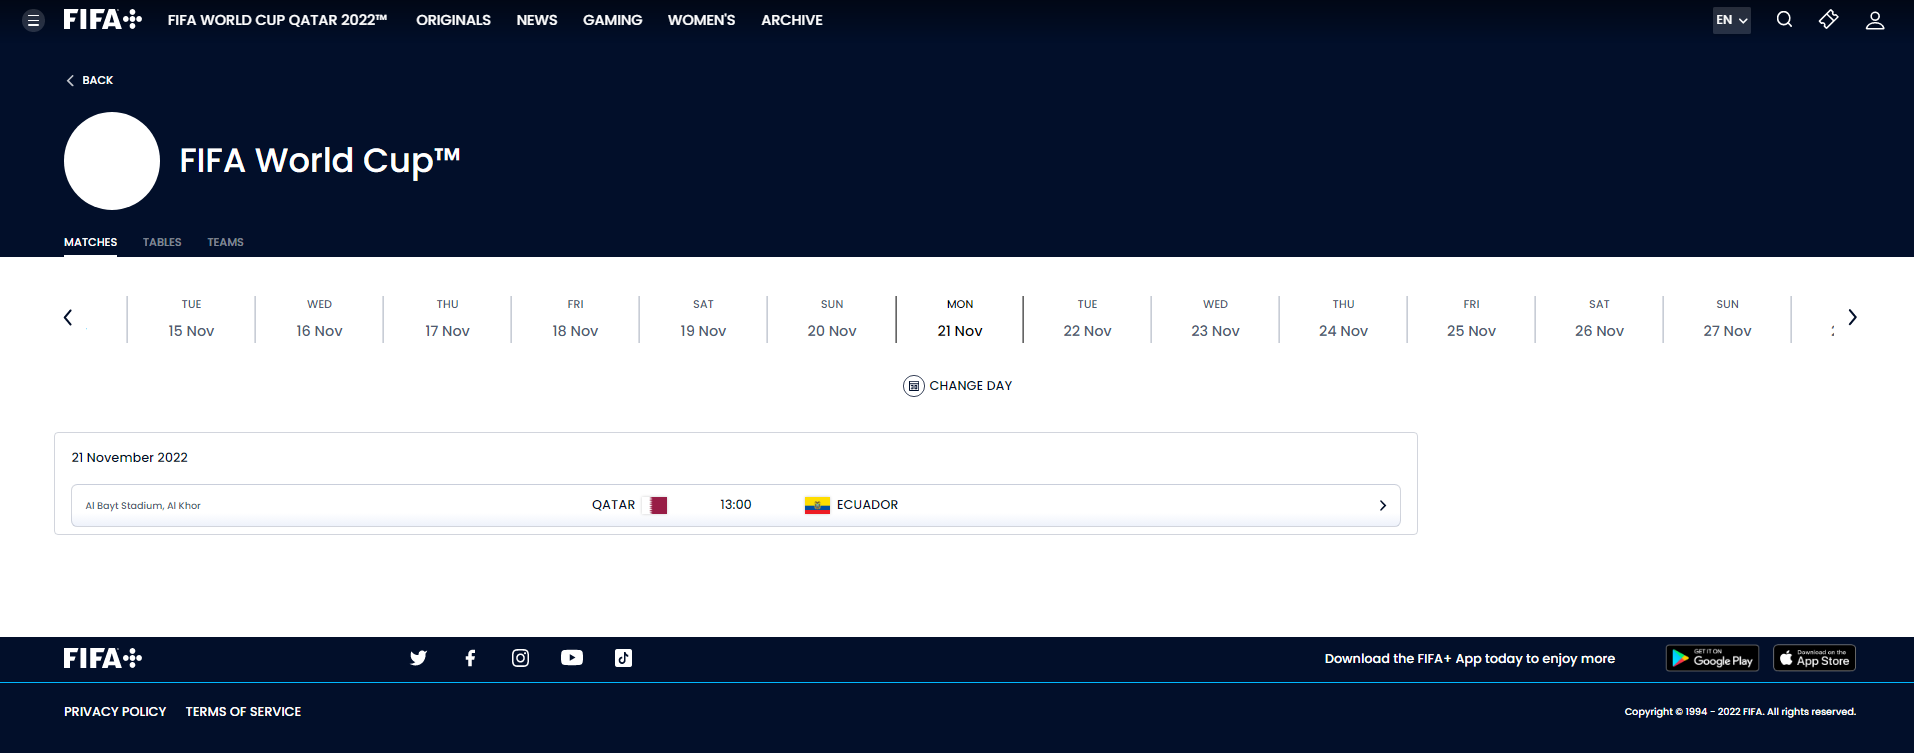 FIFA+ FIFA WORLD CUP QATAR 2022™ ORIGINALS NEWS GAMING WOMEN'S ARCHIVE EN
BACK
FIFA World Cup™
MATCHES TABLES TEAMS
TUE WED THU FRI SAT SUN MON TUE WED THU FRI SAT SUN
15 Nov 16 Nov 17 Nov 18 Nov 19 Nov 20 Nov 21 Nov 22 Nov 23 Nov 24 Nov 25 Nov 26 Nov 27 Nov
CHANGE DAY
21 November 2022
Al Bayt Stadium, Al Khor QATAR 13:00 ECUADOR
FIFA+ Download the FIFA+ App today to enjoy more
GET IT ON
Google Play
Download on the
App Store
PRIVACY POLICY TERMS OF SERVICE Copyright © 1994 - 2022 FIFA. All rights reserved.